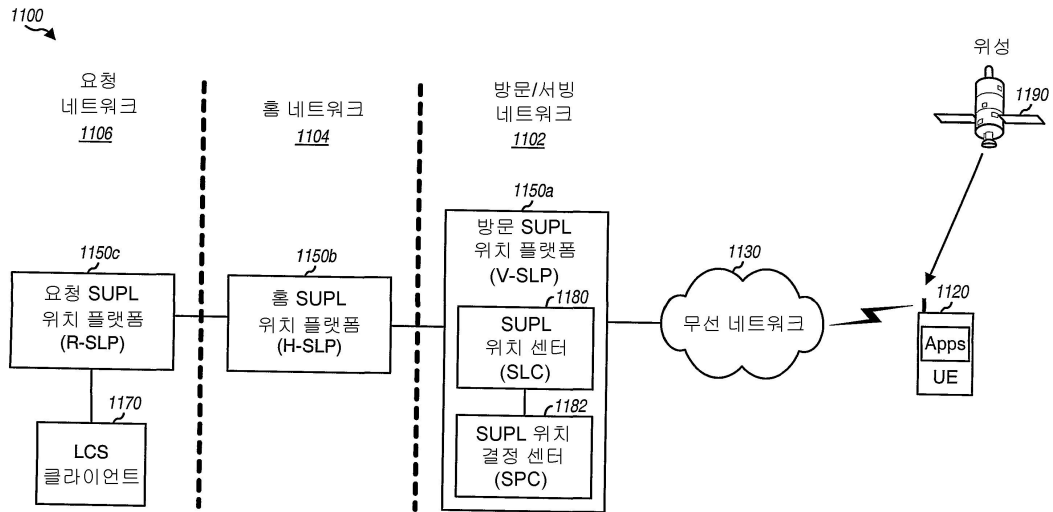 1100
요청
네트워크
1106
홈 네트워크
1104
방문/서빙
네트워크
1102
위성
1190
1150c
요청 SUPL
위치 플랫폼
(R-SLP)
1150b
홈 SUPL
위치 플랫폼
(H-SLP)
1150a
방문 SUPL
위치 플랫폼
(V-SLP)
1180
SUPL
위치 센터
(SLC)
1182
SUPL 위치
결정 센터
(SPC)
1130
무선 네트워크
1120
Apps
UE
1170
LCS
클라이언트